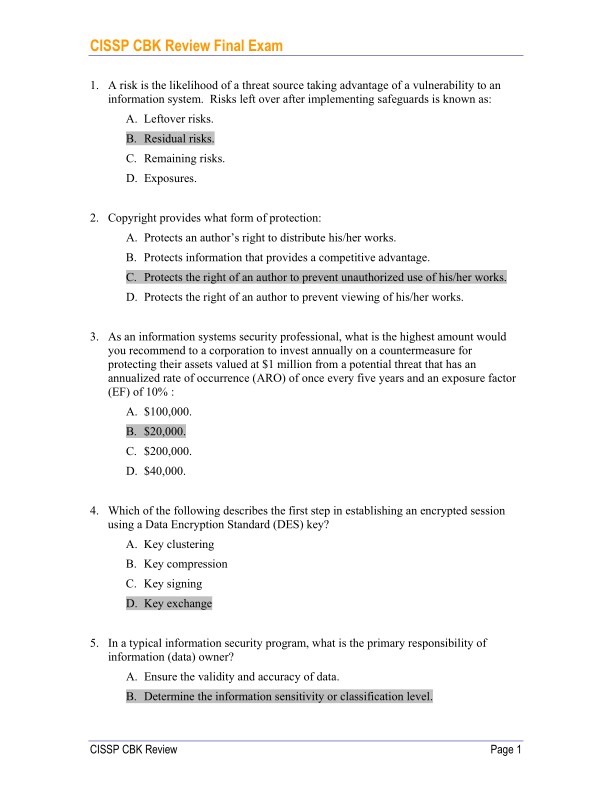 CISSP CBK Review Final Exam
1. A risk is the likelihood of a threat source taking advantage of a vulnerability to an
information system. Risks left over after implementing safeguards is known as:
A. Leftover risks.
B. Residual risks.
C. Remaining risks.
D. Exposures.
2. Copyright provides what form of protection:
A. Protects an author’s right to distribute his/her works.
B. Protects information that provides a competitive advantage.
C. Protects the right of an author to prevent unauthorized use of his/her works.
D. Protects the right of an author to prevent viewing of his/her works.
3. As an information systems security professional, what is the highest amount would
you recommend to a corporation to invest annually on a countermeasure for
protecting their assets valued at $1 million from a potential threat that has an
annualized rate of occurrence (ARO) of once every five years and an exposure factor
(EF) of 10% :
A. $100,000.
B. $20,000.
C. $200,000.
D. $40,000.
4. Which of the following describes the first step in establishing an encrypted session
using a Data Encryption Standard (DES) key?
A. Key clustering
B. Key compression
C. Key signing
D. Key exchange
5. In a typical information security program, what is the primary responsibility of
information (data) owner?
A. Ensure the validity and accuracy of data.
B. Determine the information sensitivity or classification level.
CISSP CBK Review Page 1